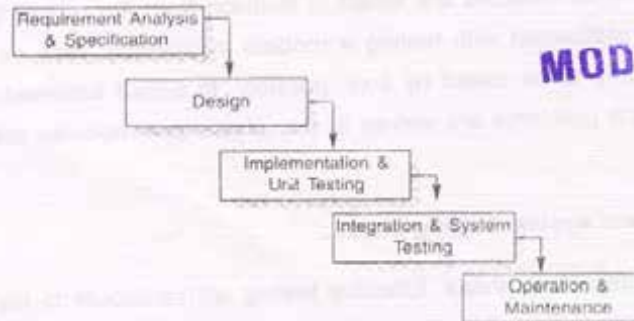 Requirement Analysis
& Specification
MOD
Design
Implementation &
Unit Testing
Integration & System
Testing
Operation &
Maintenance